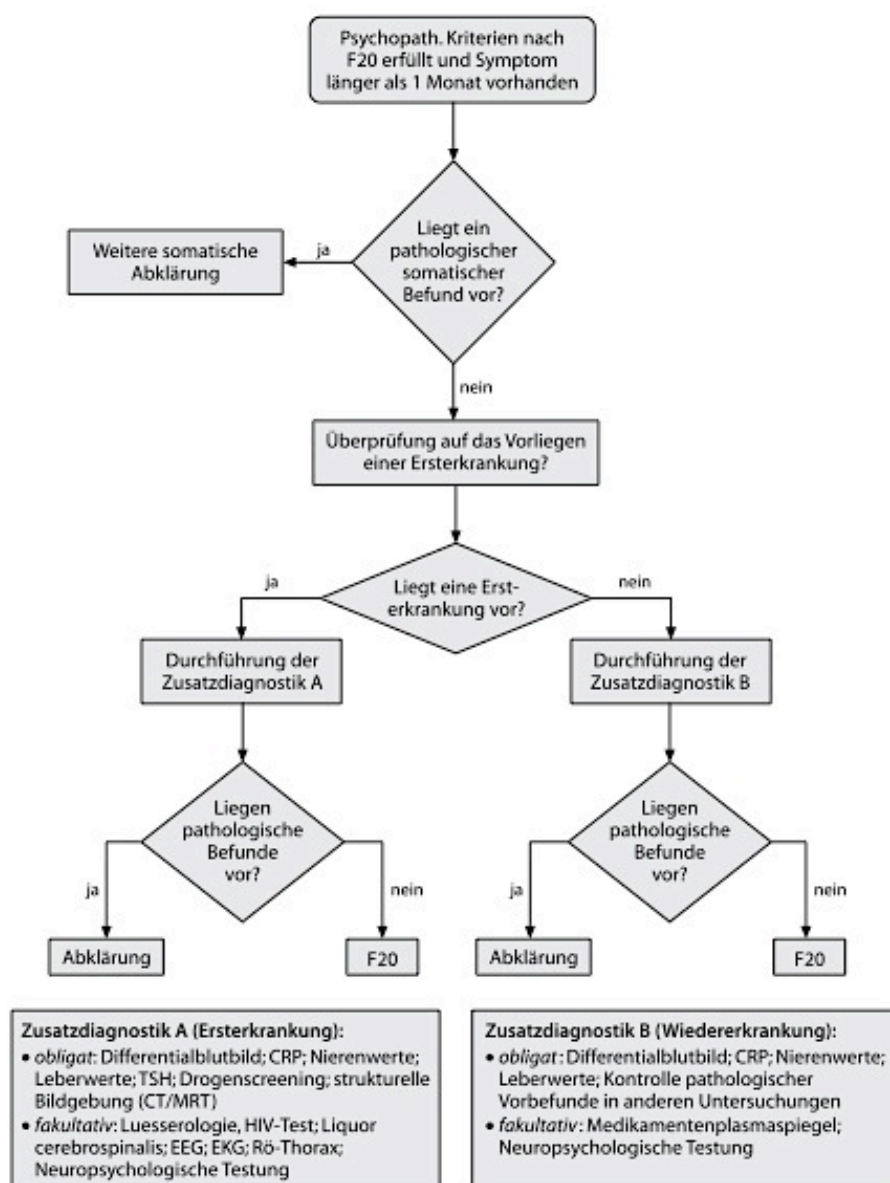 Psychopath. Kriterien nach
F20 erfüllt und Symptom
länger als 1 Monat vorhanden
Liegt ein
pathologischer
somatischer
Befund vor?
ja
Weitere somatische
Abklärung
nein
Überprüfung auf das Vorliegen
einer Ersterkrankung?
Liegt eine Erst-
erkrankung vor?
ja
nein
Durchführung der
Zusatzdiagnostik A
Durchführung der
Zusatzdiagnostik B
Liegen
pathologische
Befunde
vor?
ja
nein
Abklärung
F20
Liegen
pathologische
Befunde
vor?
ja
nein
Abklärung
F20
Zusatzdiagnostik A (Ersterkrankung):
• obligat: Differentialblutbild; CRP; Nierenwerte;
Leberwerte; TSH; Drogenscreening; strukturelle
Bildgebung (CT/MRT)
• fakultativ: Luesserologie, HIV-Test; Liquor
cerebrospinalis; EEG; EKG; Rö-Thorax;
Neuropsychologische Testung
Zusatzdiagnostik B (Wiedererkrankung):
• obligat: Differentialblutbild; CRP; Nierenwerte;
Leberwerte; Kontrolle pathologischer
Vorbefunde in anderen Untersuchungen
• fakultativ: Medikamentenplasmaspiegel;
Neuropsychologische Testung